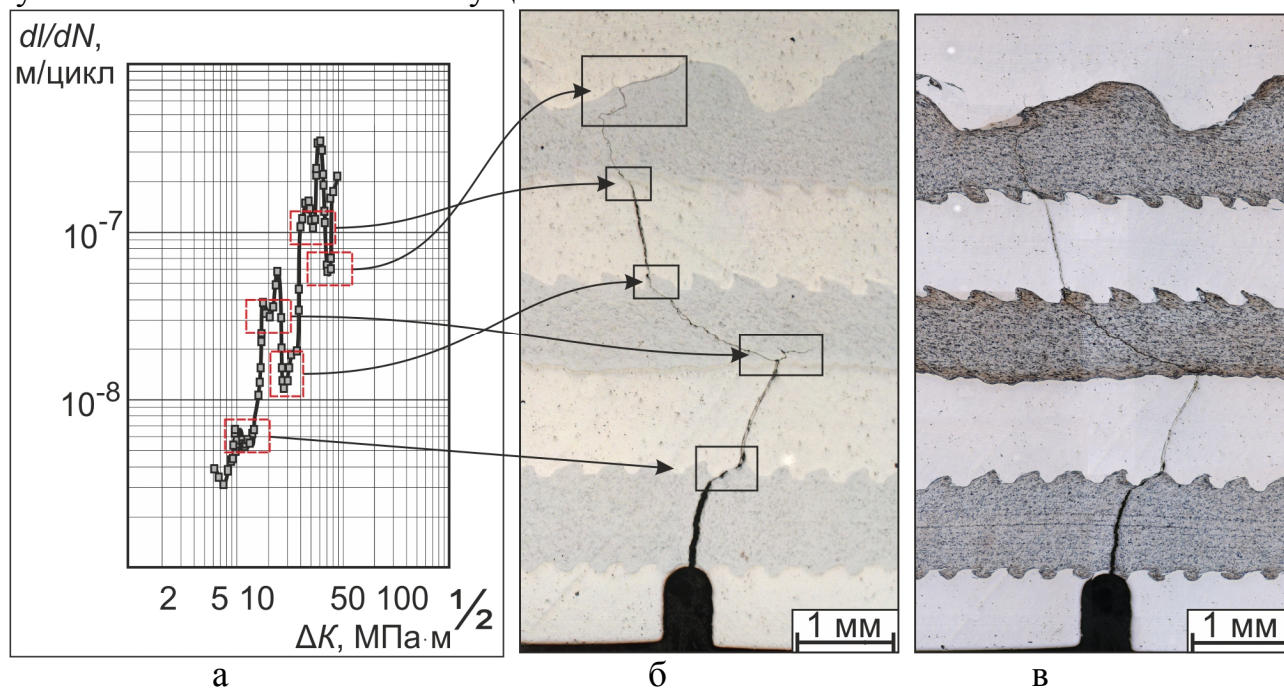 dl/dN,
м/цикл
10⁻⁷
10⁻⁸
2 5 10 50 100 1/2
ΔK, МПа·м
1 мм
1 мм
а б в